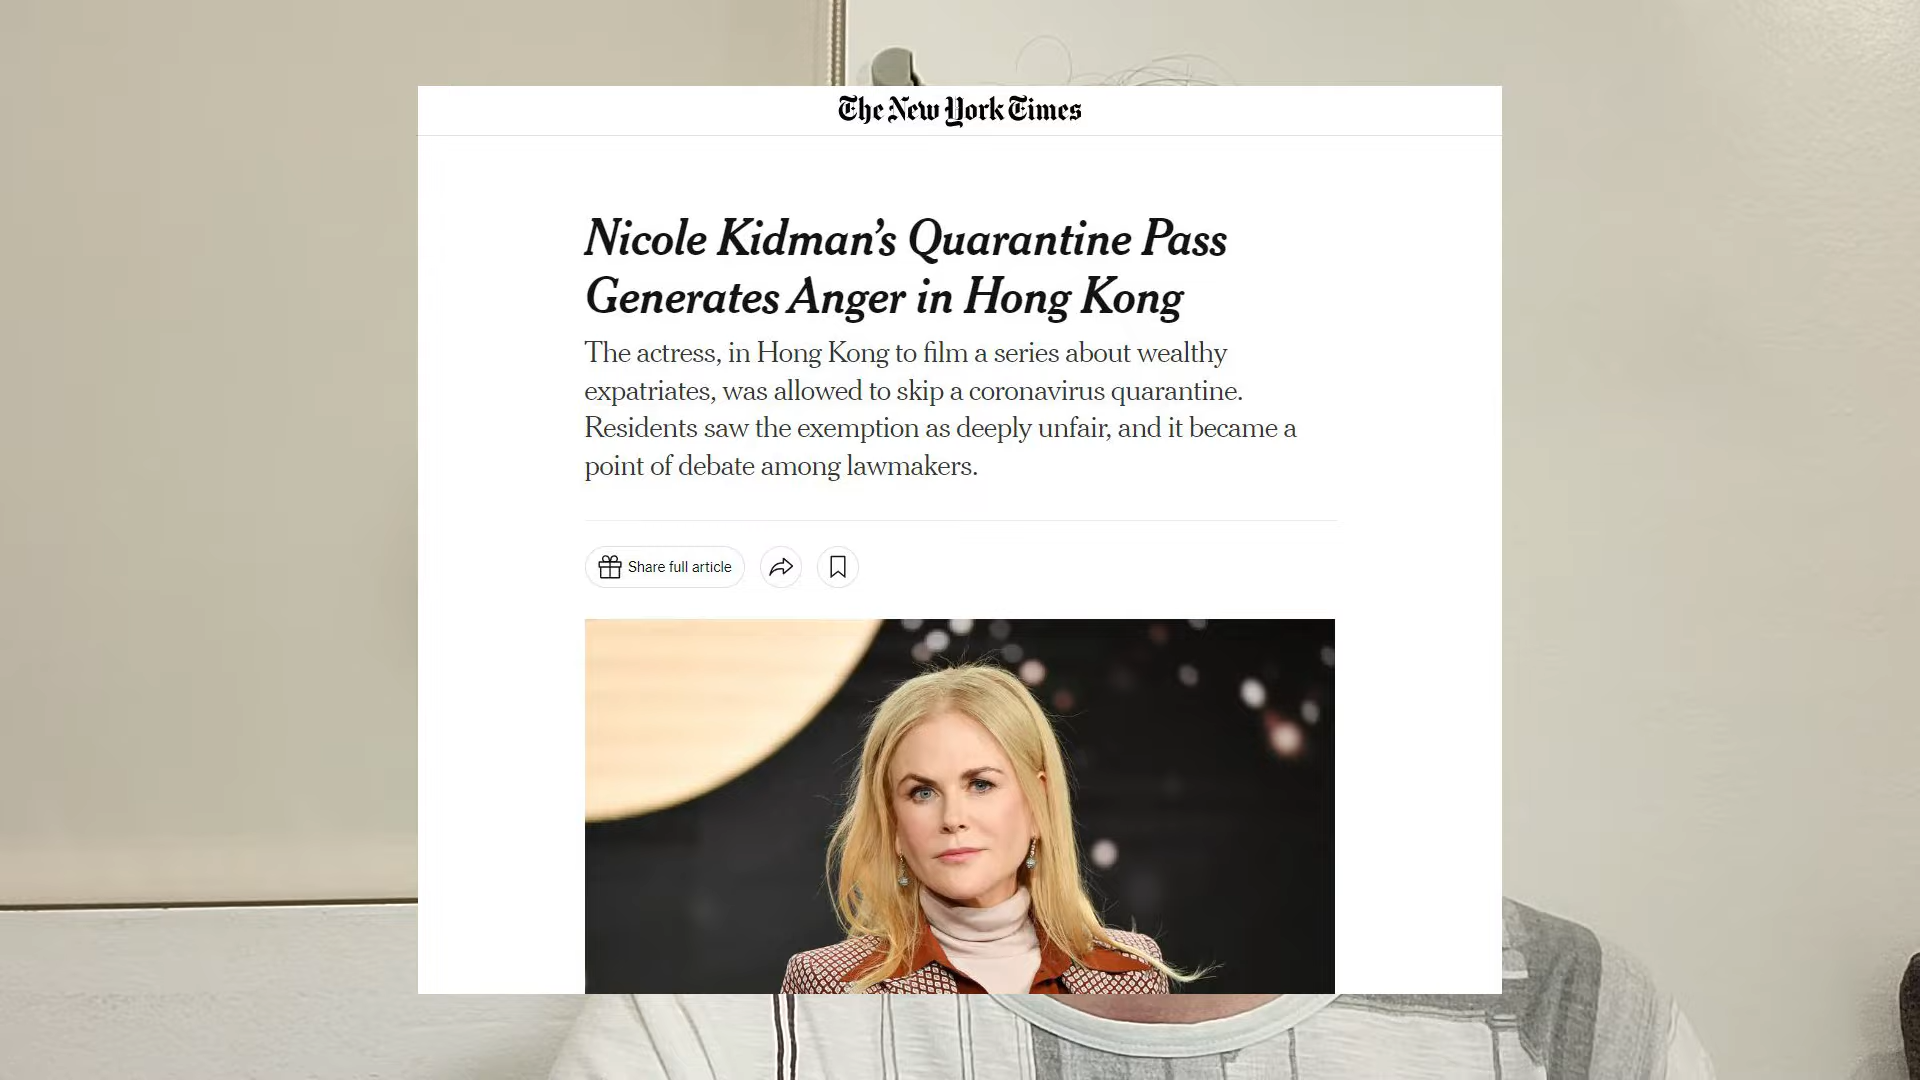 The New York Times
Nicole Kidman’s Quarantine Pass
Generates Anger in Hong Kong
The actress, in Hong Kong to film a series about wealthy
expatriates, was allowed to skip a coronavirus quarantine.
Residents saw the exemption as deeply unfair, and it became a
point of debate among lawmakers.
Share full article